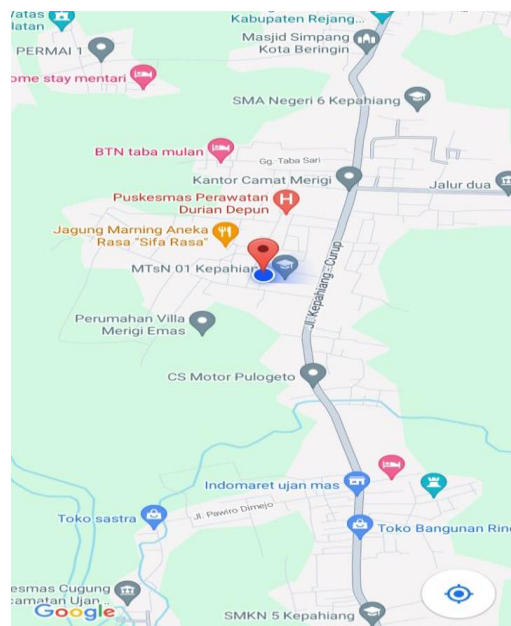 Watas
elatan
Kabupaten Rejang...
Masjid Simpang
Kota Beringin
PERMAI 1
ome stay mentari
SMA Negeri 6 Kepahiang
BTN taba mulan
Gg. Taba Sari
Kantor Camat Merigi
Jalur dua
Puskesmas Perawatan
Durian Depun
Jagung Marning Aneka
Rasa "Sifa Rasa"
MTsN 01 Kepahian
Jl. Kepahiang - Curup
Perumahan Villa
Merigi Emas
CS Motor Pulogeto
Indomaret ujan mas
Toko sastra
Jl. Pawiro Dimejo
Toko Bangunan Rino
esmas Cugung
camatan Ujan ..
Google
SMKN 5 Kepahiang